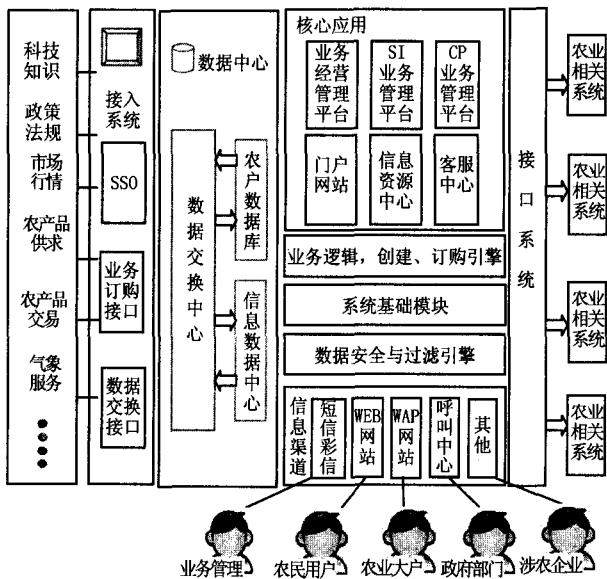 科技
知识
政策
法规
市场
行情
农产品
供求
农产品
交易
气象
服务
接入
系统
SSO
业务
订购
接口
数据
交换
接口
数据中心
数据交换中心
农户数据库
信息数据中心
核心应用
业务
经营
管理
平台
SI
业务
管理
平台
CP
业务
管理
平台
门户
网站
信息
资源
中心
客服
中心
业务逻辑，创建、订购引擎
系统基础模块
数据安全与过滤引擎
信息渠道
短信彩信
WEB
网站
WAP
网站
呼叫中心
其他
接口系统
农业
相关
系统
农业
相关
系统
农业
相关
系统
农业
相关
系统
业务管理
农民用户
农业大户
政府部门
涉农企业